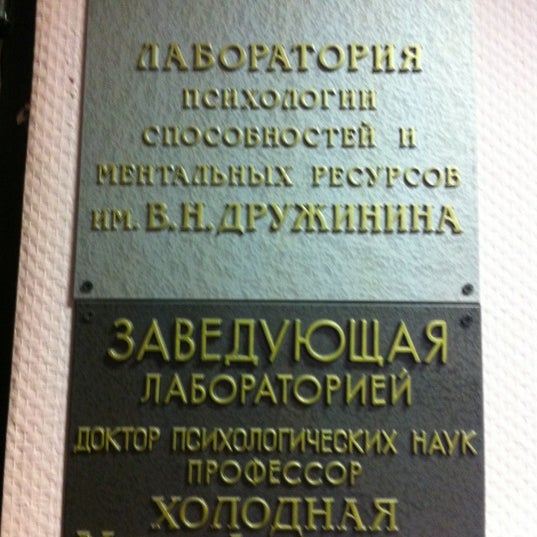 ЛАБОРАТОРИЯ
ПСИХОЛОГИИ
СПОСОБНОСТЕЙ И
МЕНТАЛЬНЫХ РЕСУРСОВ
ИМ. В.Н. ДРУЖИНИНА
ЗАВЕДУЮЩАЯ
ЛАБОРАТОРИЕЙ
ДОКТОР ПСИХОЛОГИЧЕСКИХ НАУК
ПРОФЕССОР
ХОЛОДНАЯ